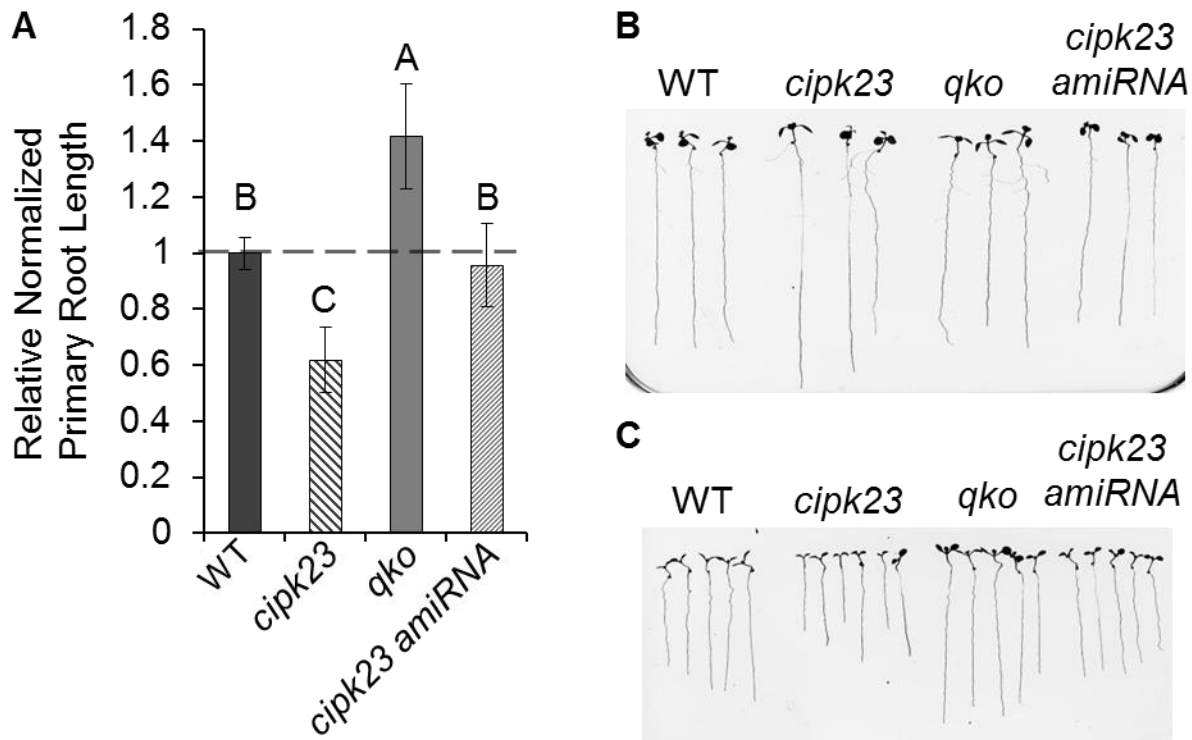 A
1.8
1.6
1.4
1.2
1
0.8
0.6
0.4
0.2
0
Relative Normalized
Primary Root Length
B
C
A
B
WT
cipk23
qko
cipk23 amiRNA
B
WT
cipk23
qko
cipk23
amiRNA
C
WT
cipk23
qko
cipk23
amiRNA